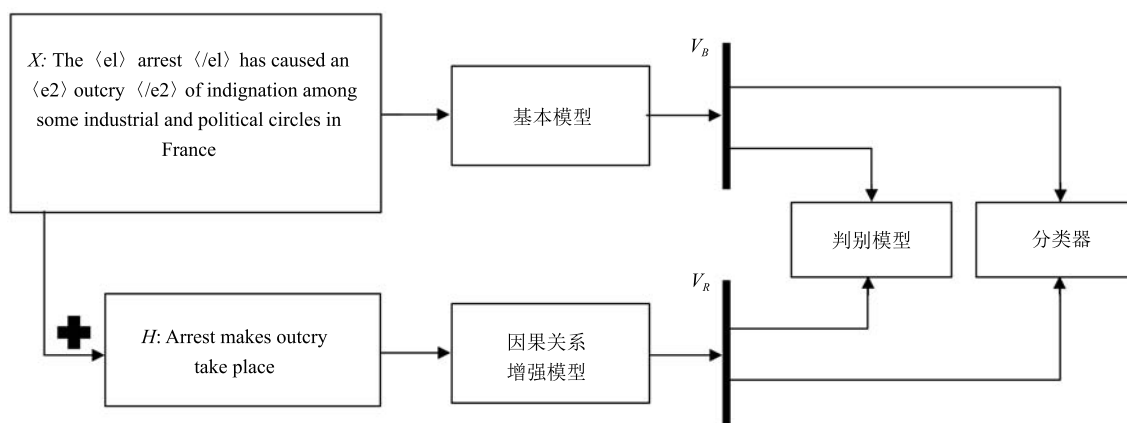 X: The 〈el〉 arrest 〈/el〉 has caused an
〈e2〉 outcry 〈/e2〉 of indignation among
some industrial and political circles in
France
基本模型
V_B
判别模型
分类器
H: Arrest makes outcry
take place
因果关系
增强模型
V_R